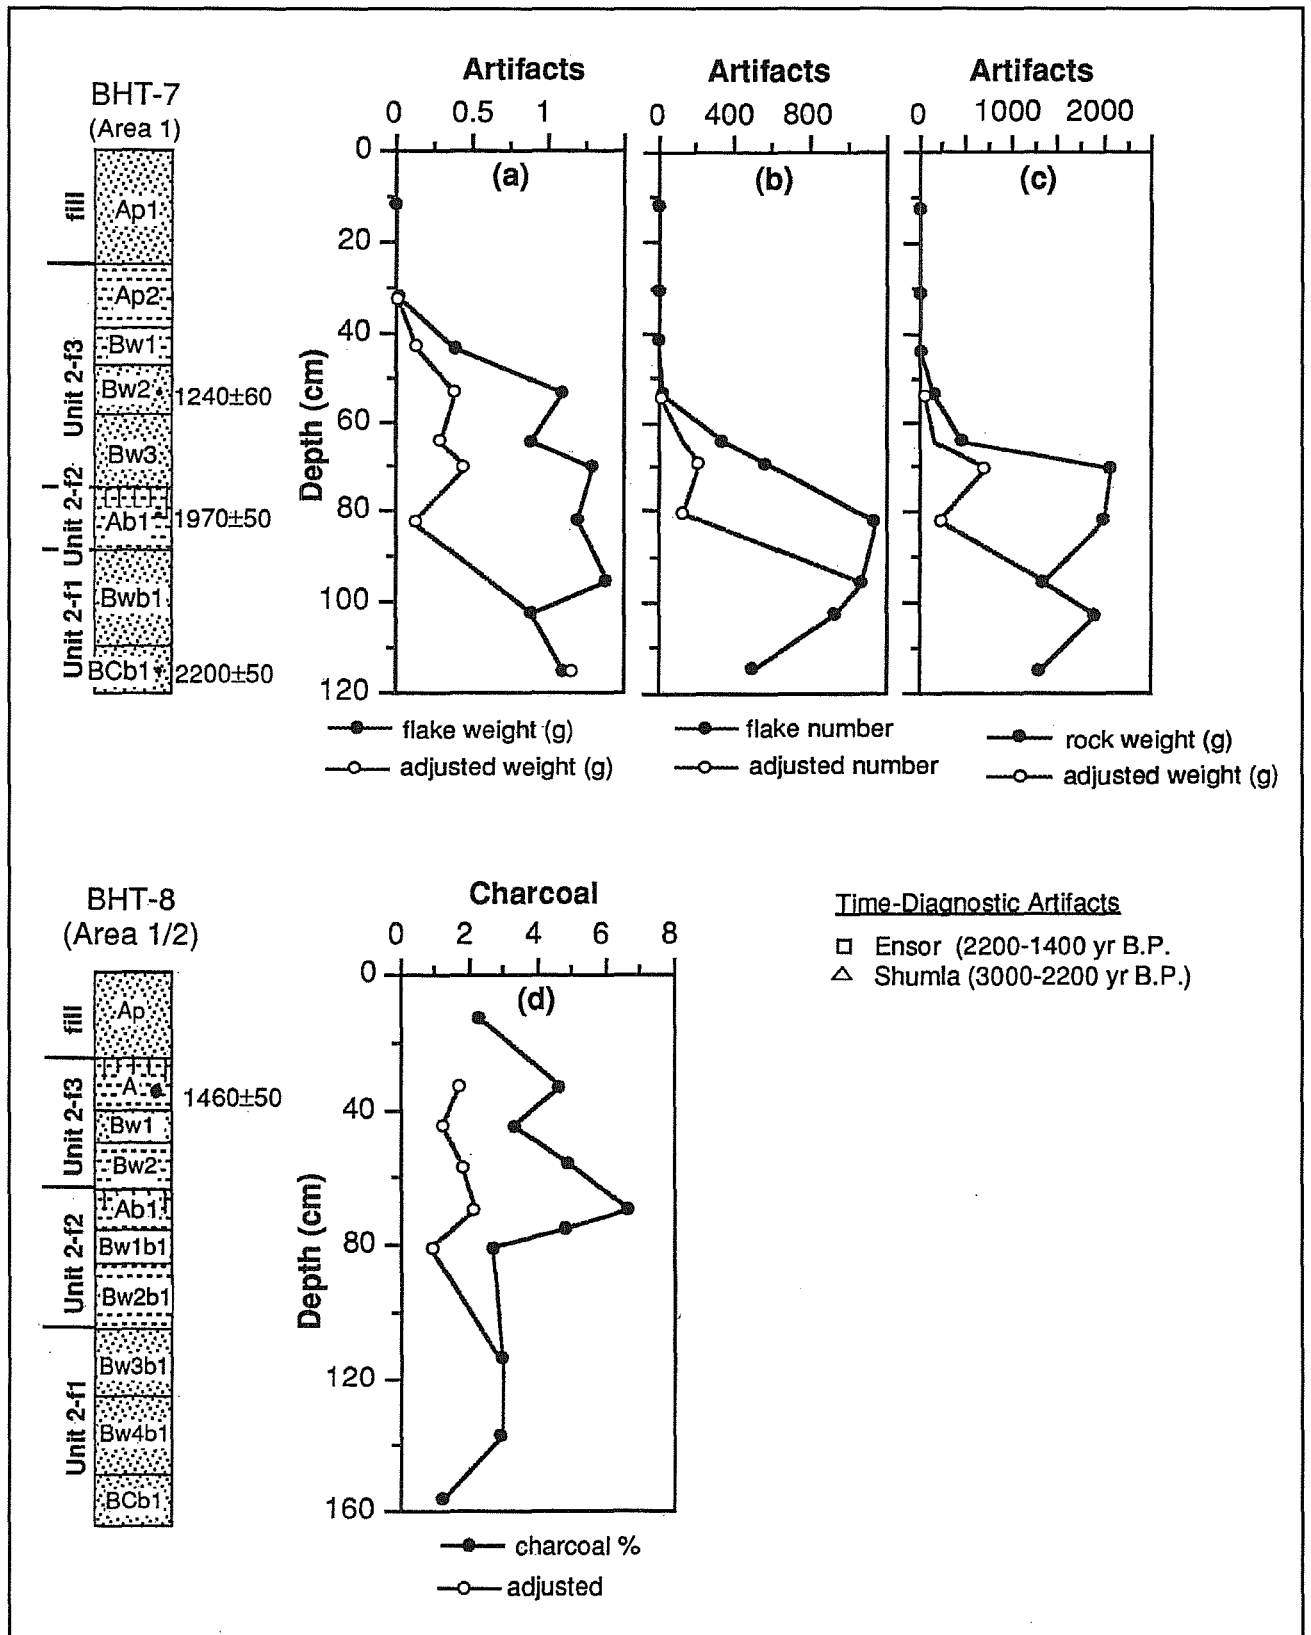 BHT-7
(Area 1)
fill
Unit 2-f3
Unit 2-f2
Unit 2-f1
Ap1
Ap2
Bw1
Bw2
Bw3
Ab1
Bwb1
BCb1
1240±60
1970±50
2200±50
Artifacts
0 0.5 1
(a)
Depth (cm)
0
20
40
60
80
100
120
flake weight (g)
adjusted weight (g)
Artifacts
0 400 800
(b)
flake number
adjusted number
Artifacts
0 1000 2000
(c)
rock weight (g)
adjusted weight (g)
BHT-8
(Area 1/2)
fill
Unit 2-f3
Unit 2-f2
Unit 2-f1
Ap
A
Bw1
Bw2
Ab1
Bw1b1
Bw2b1
Bw3b1
Bw4b1
BCb1
1460±50
Charcoal
0 2 4 6 8
(d)
Depth (cm)
0
40
80
120
160
charcoal %
adjusted
Time-Diagnostic Artifacts
Ensor (2200-1400 yr B.P.
Shumla (3000-2200 yr B.P.)